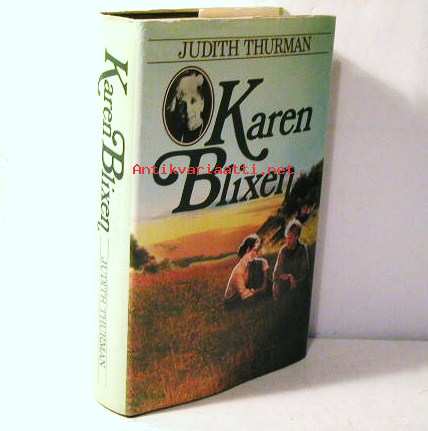 JUDITH THURMAN
Karen
Blixen
Antikvariaatti.net
Karen Blixen JUDITH THURMAN